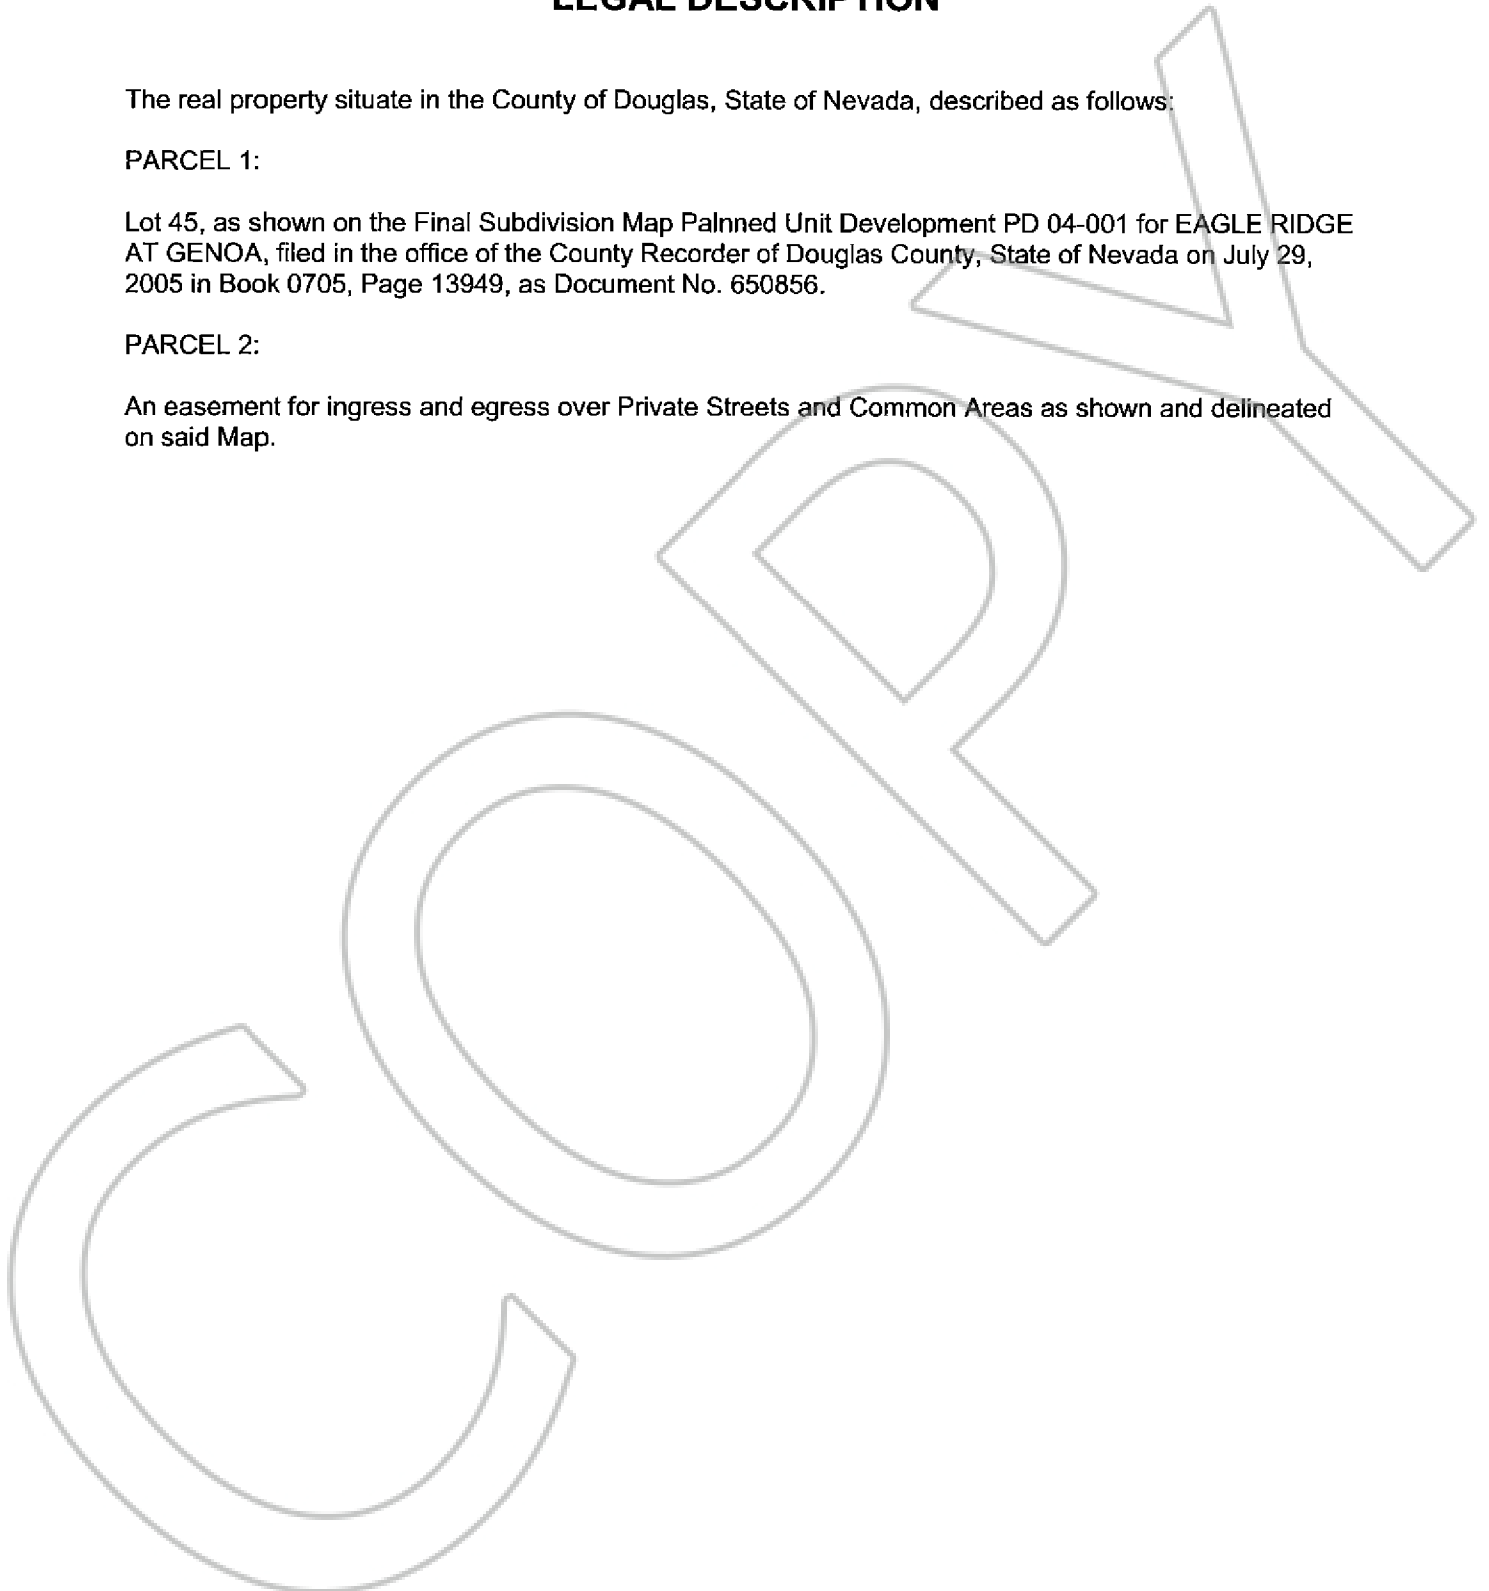 LEGAL DESCRIPTION
The real property situate in the County of Douglas, State of Nevada, described as follows:
PARCEL 1:
Lot 45, as shown on the Final Subdivision Map Palnned Unit Development PD 04-001 for EAGLE RIDGE
AT GENOA, filed in the office of the County Recorder of Douglas County, State of Nevada on July 29,
2005 in Book 0705, Page 13949, as Document No. 650856.
PARCEL 2:
An easement for ingress and egress over Private Streets and Common Areas as shown and delineated
on said Map.
COPY